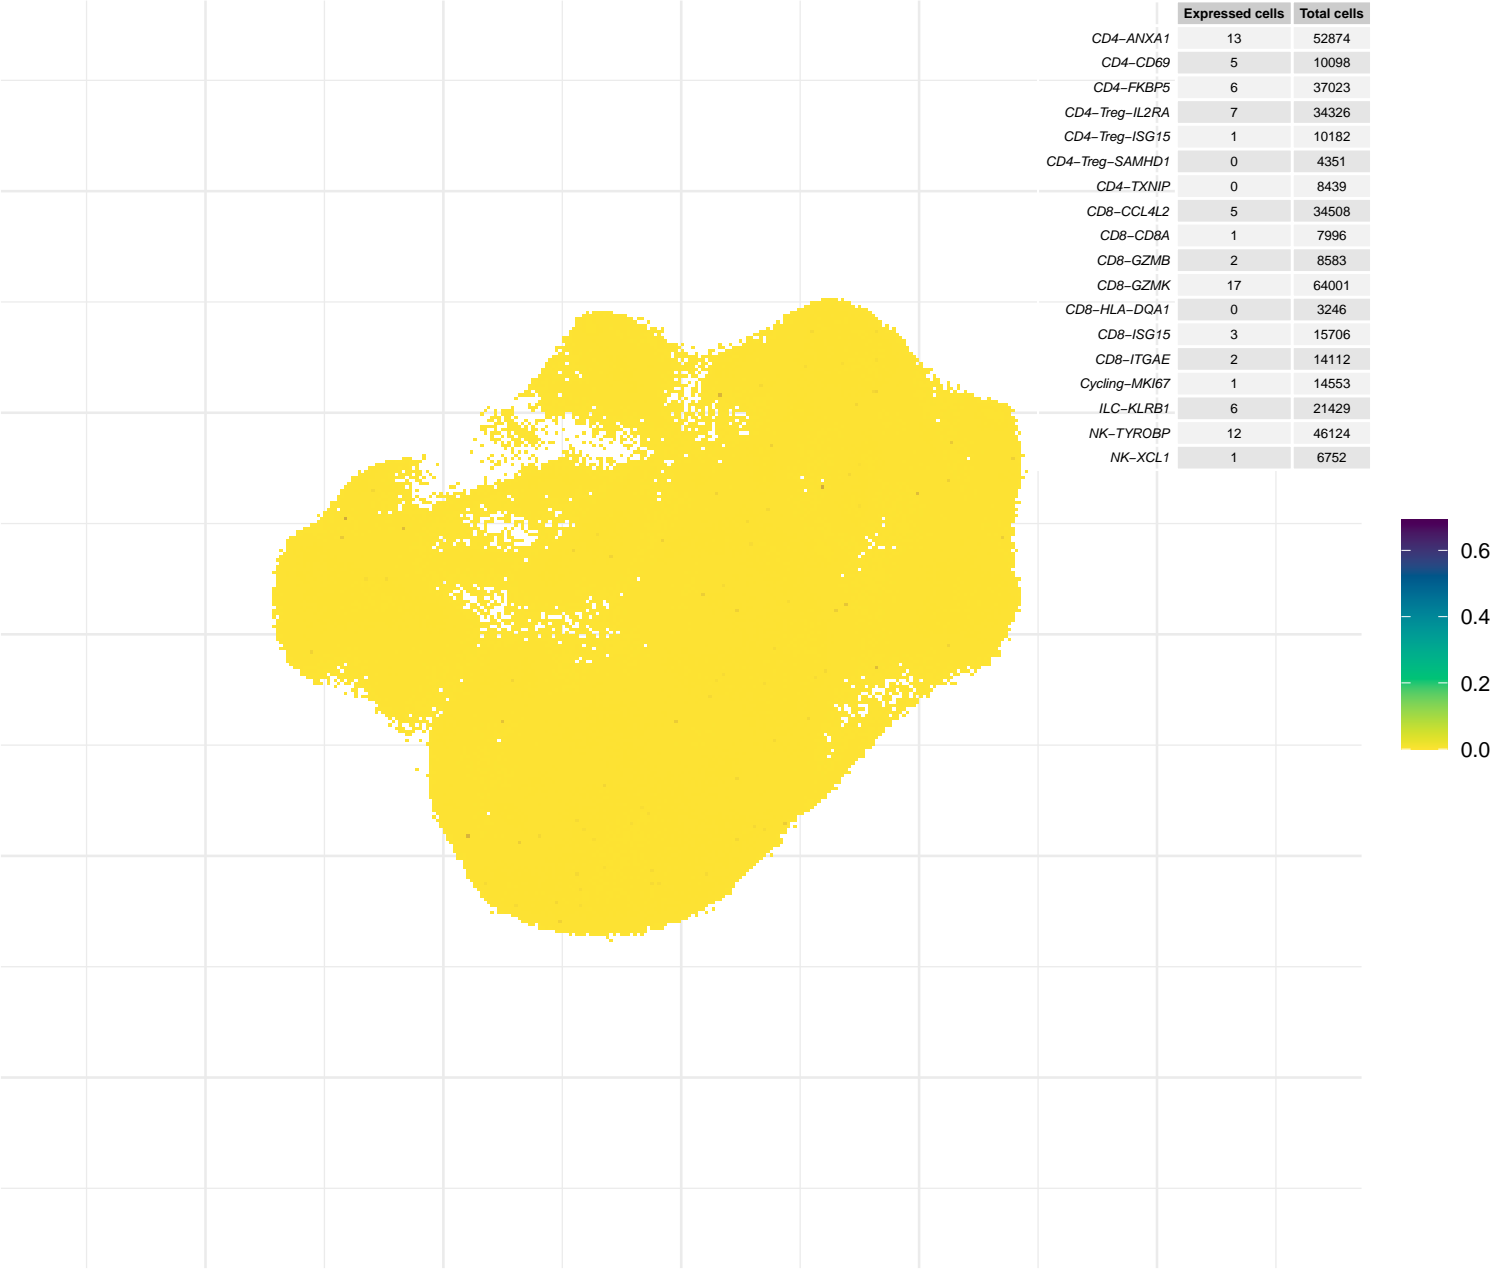 Expressed cells Total cells
CD4−ANXA1 13 52874
CD4−CD69 5 10098
CD4−FKBP5 6 37023
CD4−Treg−IL2RA 7 34326
CD4−Treg−ISG15 1 10182
CD4−Treg−SAMHD1 0 4351
CD4−TXNIP 0 8439
CD8−CCL4L2 5 34508
CD8−CD8A 1 7996
CD8−GZMB 2 8583
CD8−GZMK 17 64001
CD8−HLA−DQA1 0 3246
CD8−ISG15 3 15706
CD8−ITGAE 2 14112
Cycling−MKI67 1 14553
ILC−KLRB1 6 21429
NK−TYROBP 12 46124
NK−XCL1 1 6752
0.6
0.4
0.2
0.0